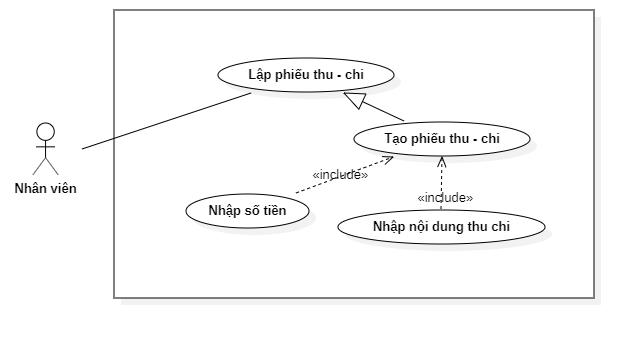 Lập phiếu thu - chi
Tạo phiếu thu - chi
«include»
Nhân viên
«include»
Nhập số tiền
Nhập nội dung thu chi